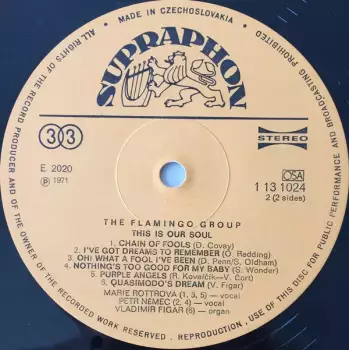 MADE IN CZECHOSLOVAKIA
ALL RIGHTS OF THE RECORD PRODUCER AND OF THE OWNER OF THE RECORDED WORK RESERVED. REPRODUCTION, USE OF THIS DISC FOR PUBLIC PERFORMANCE AND BROADCASTING PROHIBITED
SUPRAPHON
33
STEREO
E 2020
Ⓟ 1971
OSA
1 13 1024
2 (2 sides)
THE FLAMINGO GROUP
THIS IS OUR SOUL
1. CHAIN OF FOOLS (D. Covay)
2. I'VE GOT DREAMS TO REMEMBER (O. Redding)
3. OH! WHAT A FOOL I'VE BEEN (D. Penn/S. Oldham)
4. NOTHING'S TOO GOOD FOR MY BABY (S. Wonder)
5. PURPLE ANGELS (R. Kovalčík—V. Čort)
6. QUASIMODO'S DREAM (V. Figar)
MARIE ROTTROVÁ (1, 3, 5) — vocal
PETR NĚMEC (2, 4) — vocal
VLADIMÍR FIGAR (6) — organ